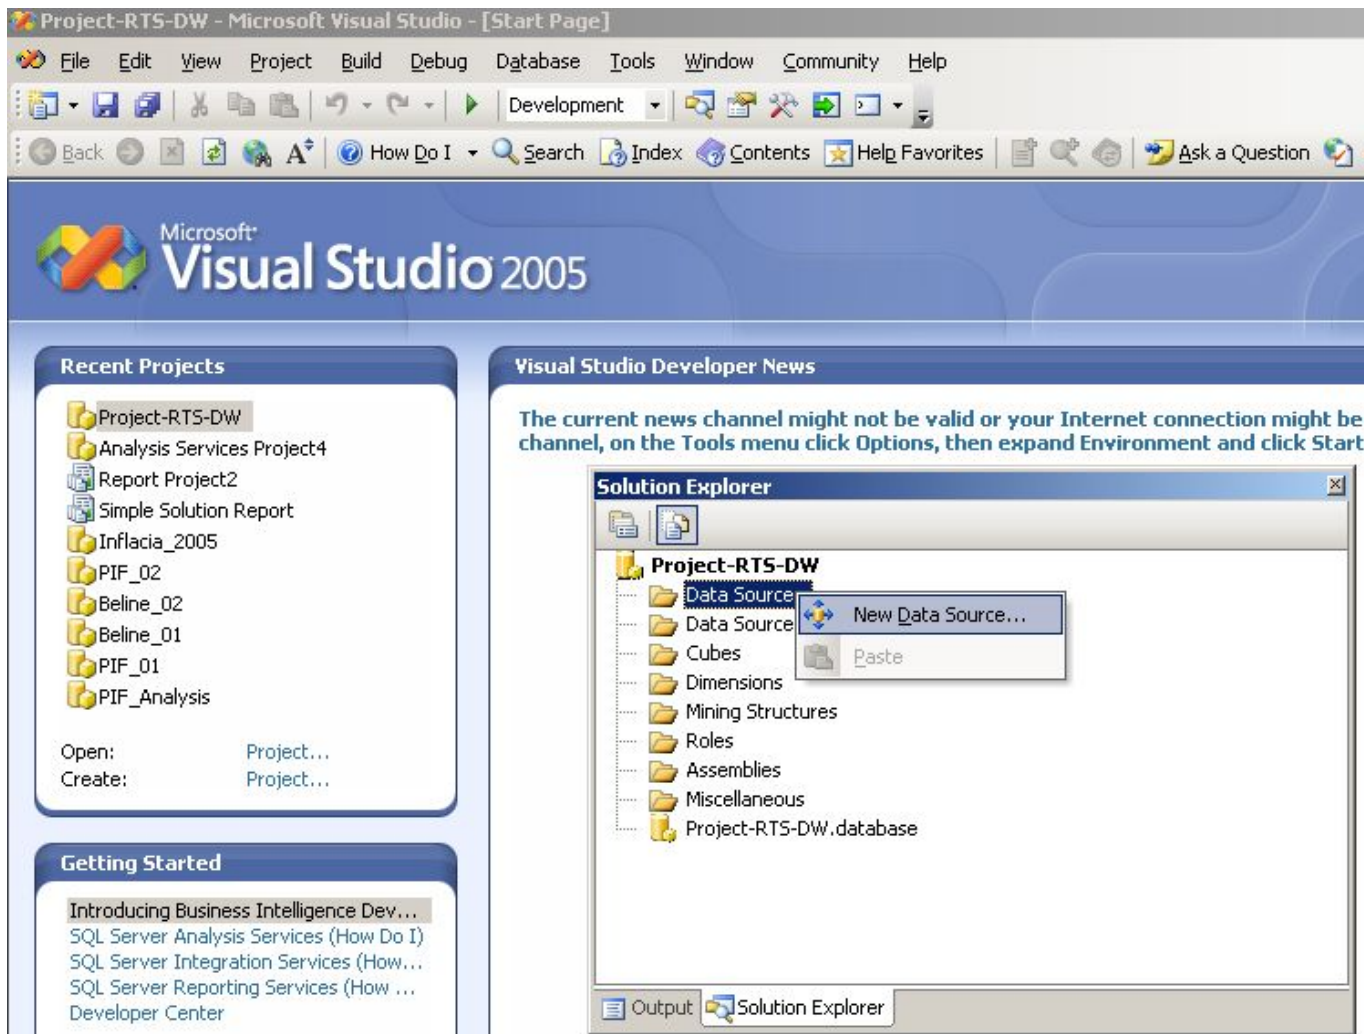 Project-RTS-DW - Microsoft Visual Studio - [Start Page]
File Edit View Project Build Debug Database Tools Window Community Help
Development
Back How Do I Search Index Contents Help Favorites Ask a Question
Microsoft
Visual Studio 2005
Recent Projects
Project-RTS-DW
Analysis Services Project4
Report Project2
Simple Solution Report
Inflacia_2005
PIF_02
Beline_02
Beline_01
PIF_01
PIF_Analysis
Open: Project...
Create: Project...
Getting Started
Introducing Business Intelligence Dev...
SQL Server Analysis Services (How Do I)
SQL Server Integration Services (How...
SQL Server Reporting Services (How ...
Developer Center
Visual Studio Developer News
The current news channel might not be valid or your Internet connection might be
channel, on the Tools menu click Options, then expand Environment and click Start
Solution Explorer
Project-RTS-DW
Data Source
Data Source
Cubes
Dimensions
Mining Structures
Roles
Assemblies
Miscellaneous
Project-RTS-DW.database
New Data Source...
Paste
Output Solution Explorer